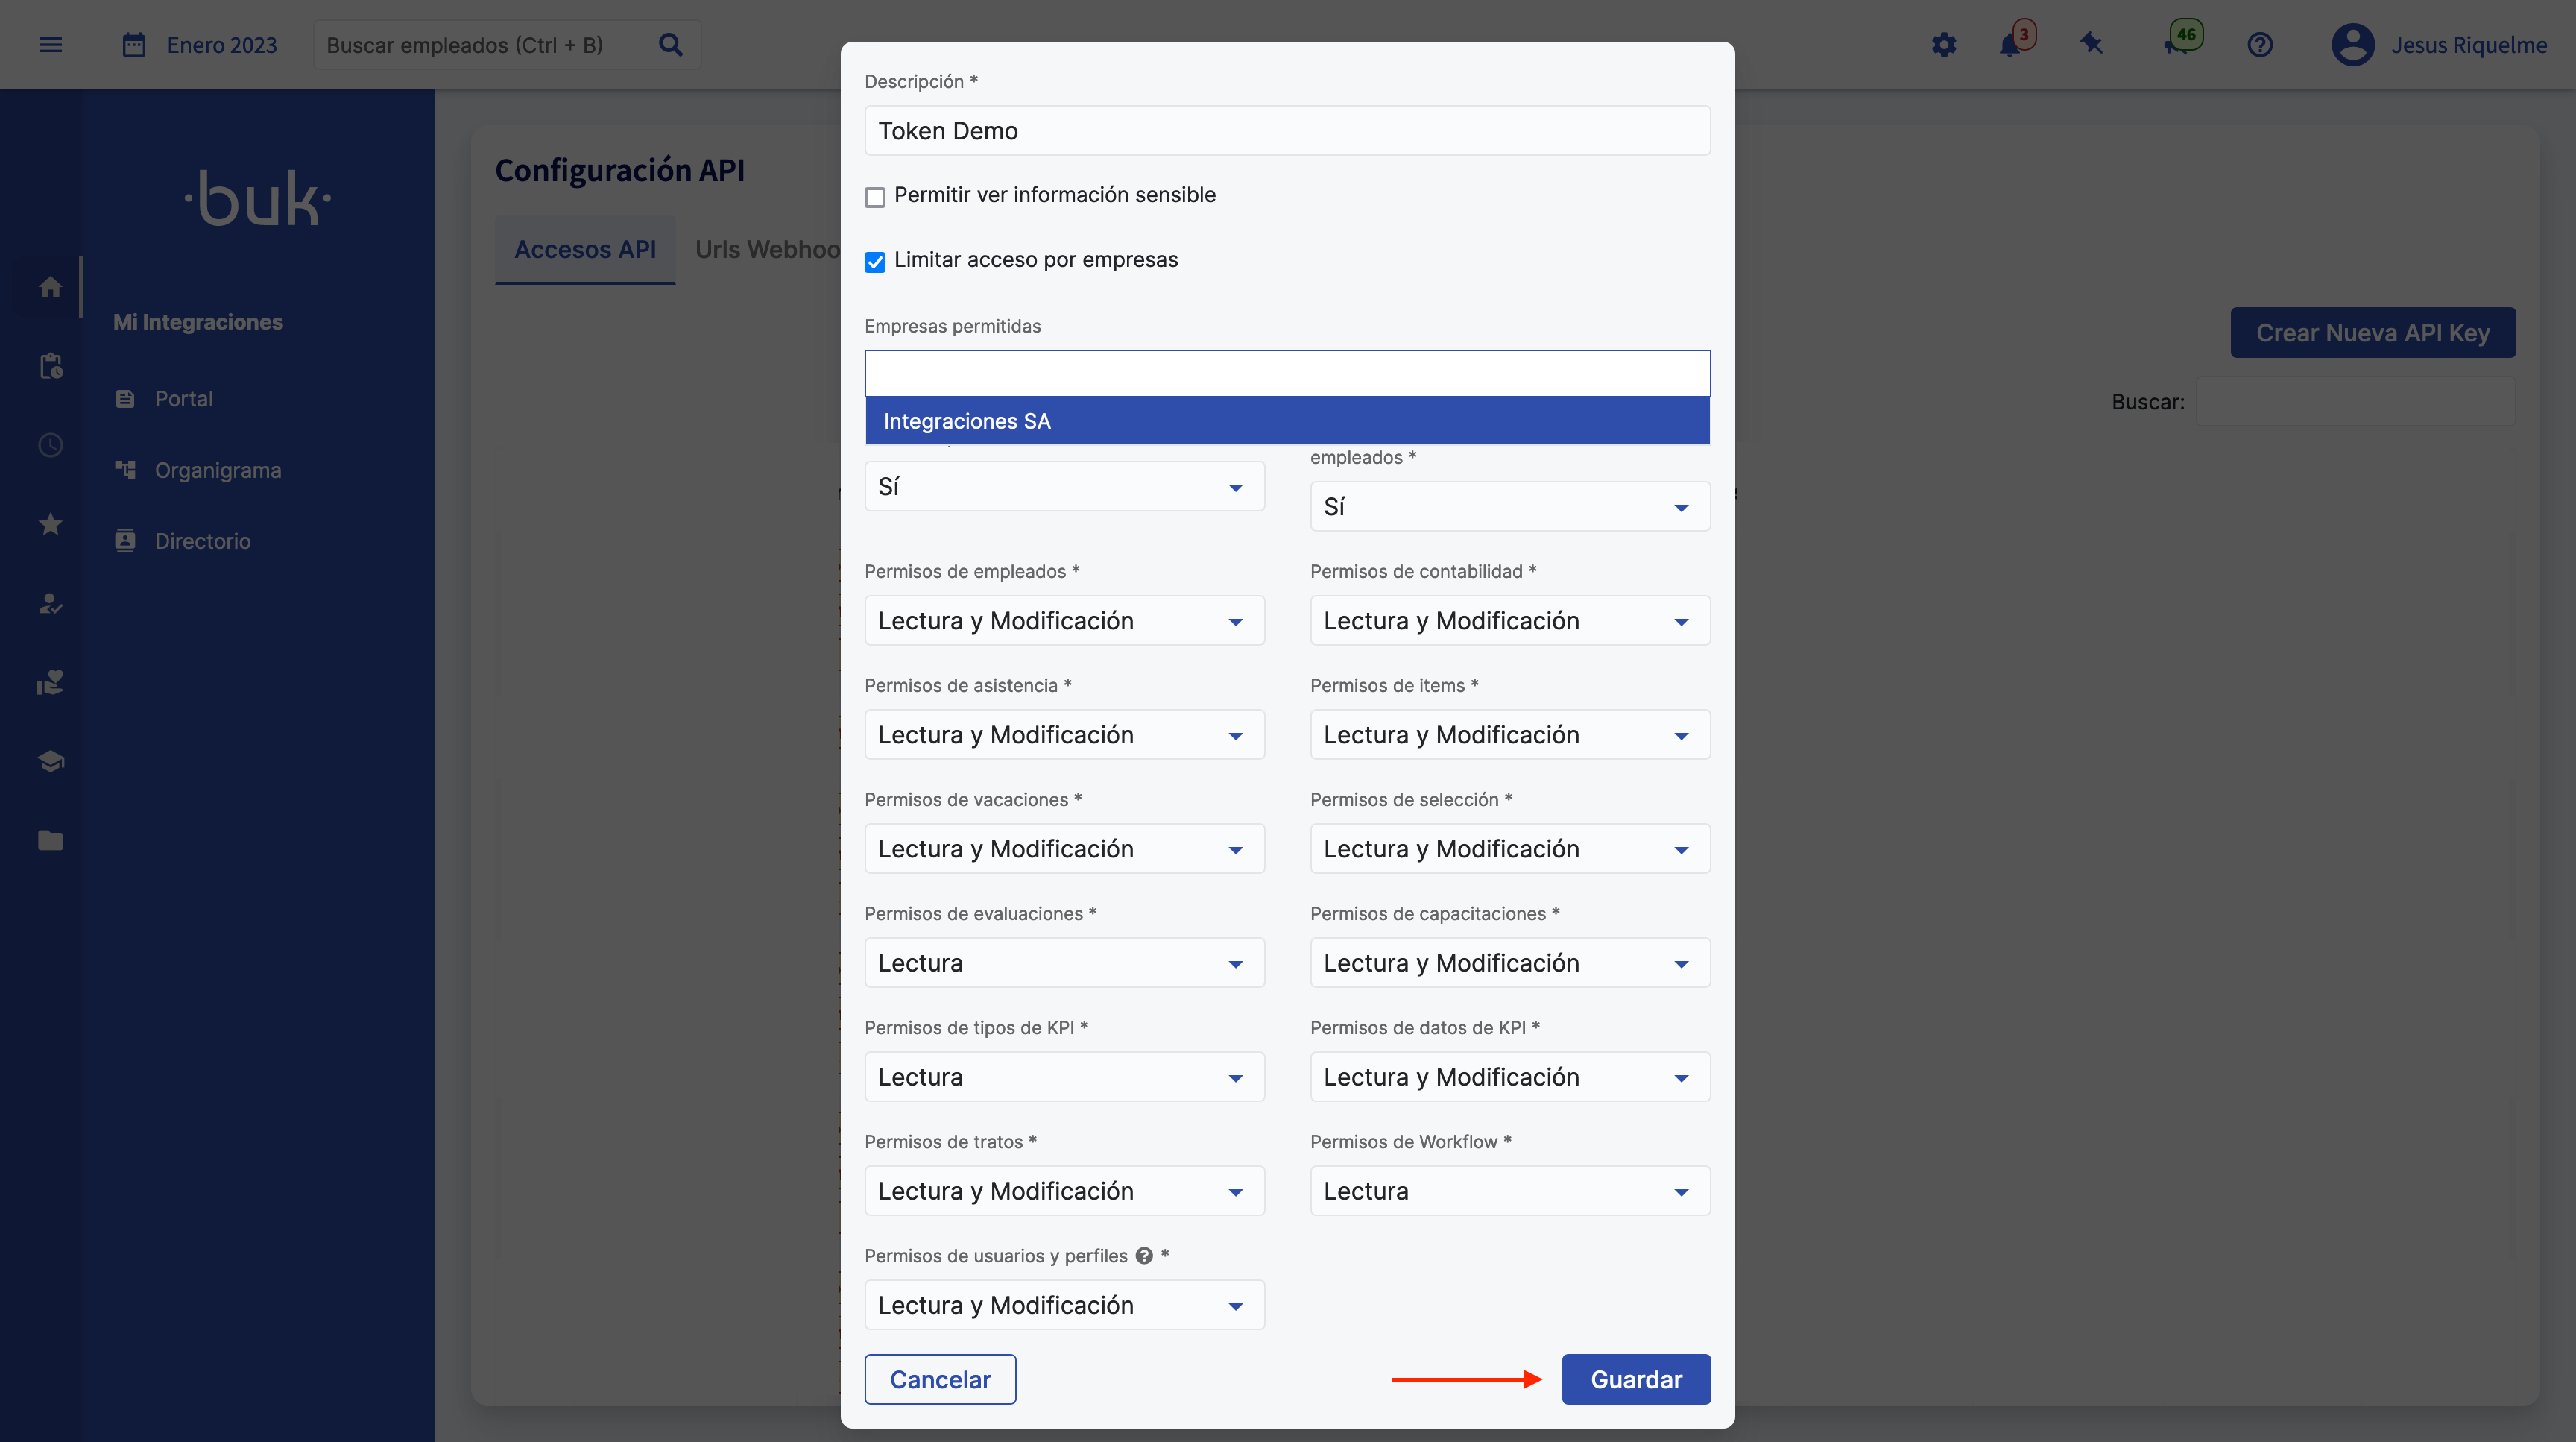 Enero 2023
Buscar empleados (Ctrl + B)
3
46
Jesus Riquelme
·buk·
Mi Integraciones
Portal
Organigrama
Directorio
Configuración API
Accesos API
Urls Webhoo
Crear Nueva API Key
Buscar:
Descripción *
Token Demo
Permitir ver información sensible
Limitar acceso por empresas
Empresas permitidas
Integraciones SA
empleados *
Sí
Sí
Permisos de empleados *
Permisos de contabilidad *
Lectura y Modificación
Lectura y Modificación
Permisos de asistencia *
Permisos de items *
Lectura y Modificación
Lectura y Modificación
Permisos de vacaciones *
Permisos de selección *
Lectura y Modificación
Lectura y Modificación
Permisos de evaluaciones *
Permisos de capacitaciones *
Lectura
Lectura y Modificación
Permisos de tipos de KPI *
Permisos de datos de KPI *
Lectura
Lectura y Modificación
Permisos de tratos *
Permisos de Workflow *
Lectura y Modificación
Lectura
Permisos de usuarios y perfiles ? *
Lectura y Modificación
Cancelar
Guardar